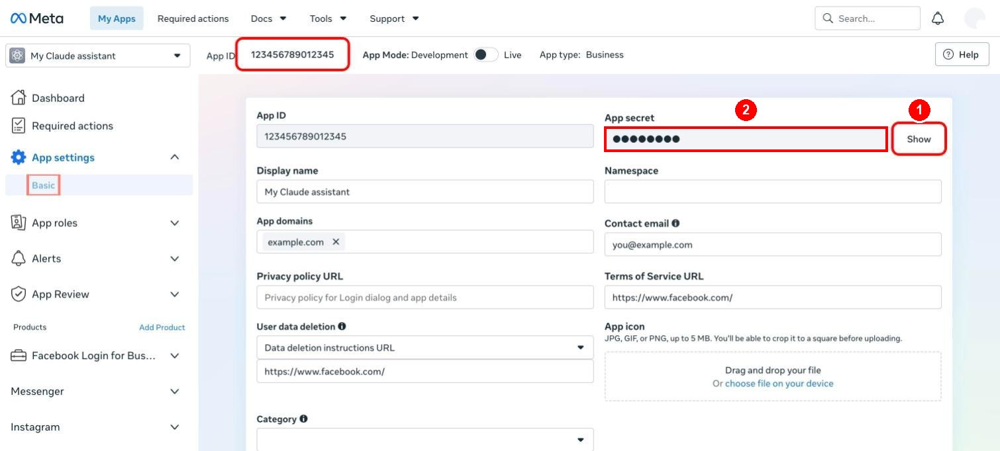 Meta My Apps Required actions Docs Tools Support Search...
My Claude assistant App ID 123456789012345 App Mode: Development Live App type: Business Help
Dashboard
Required actions
App settings
Basic
App roles
Alerts
App Review
Products Add Product
Facebook Login for Bus...
Messenger
Instagram
App ID
123456789012345
2
1
App secret
●●●●●●●● Show
Display name
My Claude assistant
Namespace
App domains
example.com ✕
Contact email
you@example.com
Privacy policy URL
Privacy policy for Login dialog and app details
Terms of Service URL
https://www.facebook.com/
User data deletion
Data deletion instructions URL
https://www.facebook.com/
App icon
JPG, GIF, or PNG, up to 5 MB. You'll be able to crop it to a square before uploading.
Drag and drop your file
Or choose file on your device
Category